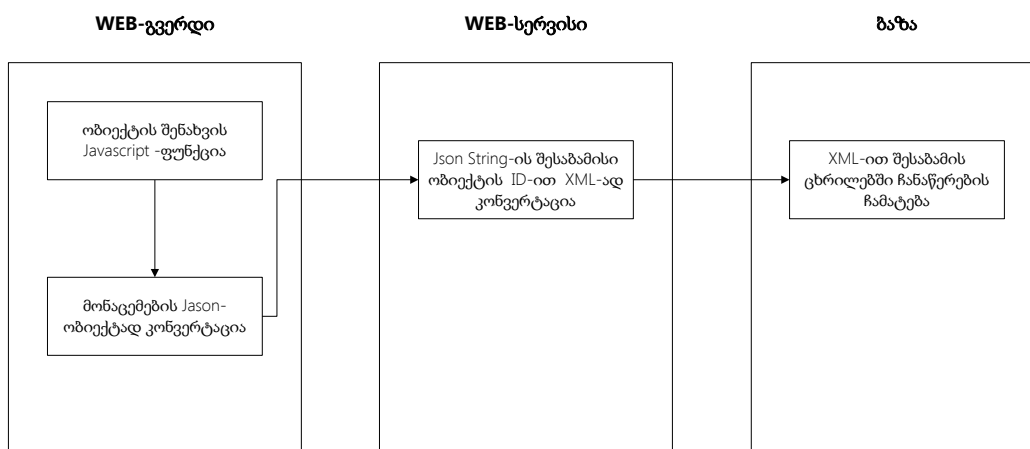 WEB-გვერდი
WEB-სერვისი
ბაზა
ობიექტის შენახვის
Javascript -ფუნქცია
მონაცემების Jason-
ობიექტად კონვერტაცია
Json String-ის შესაბამისი
ობიექტის ID-ით XML-ად
კონვერტაცია
XML-ით შესაბამის
ცხრილებში ჩანაწერების
ჩამატება